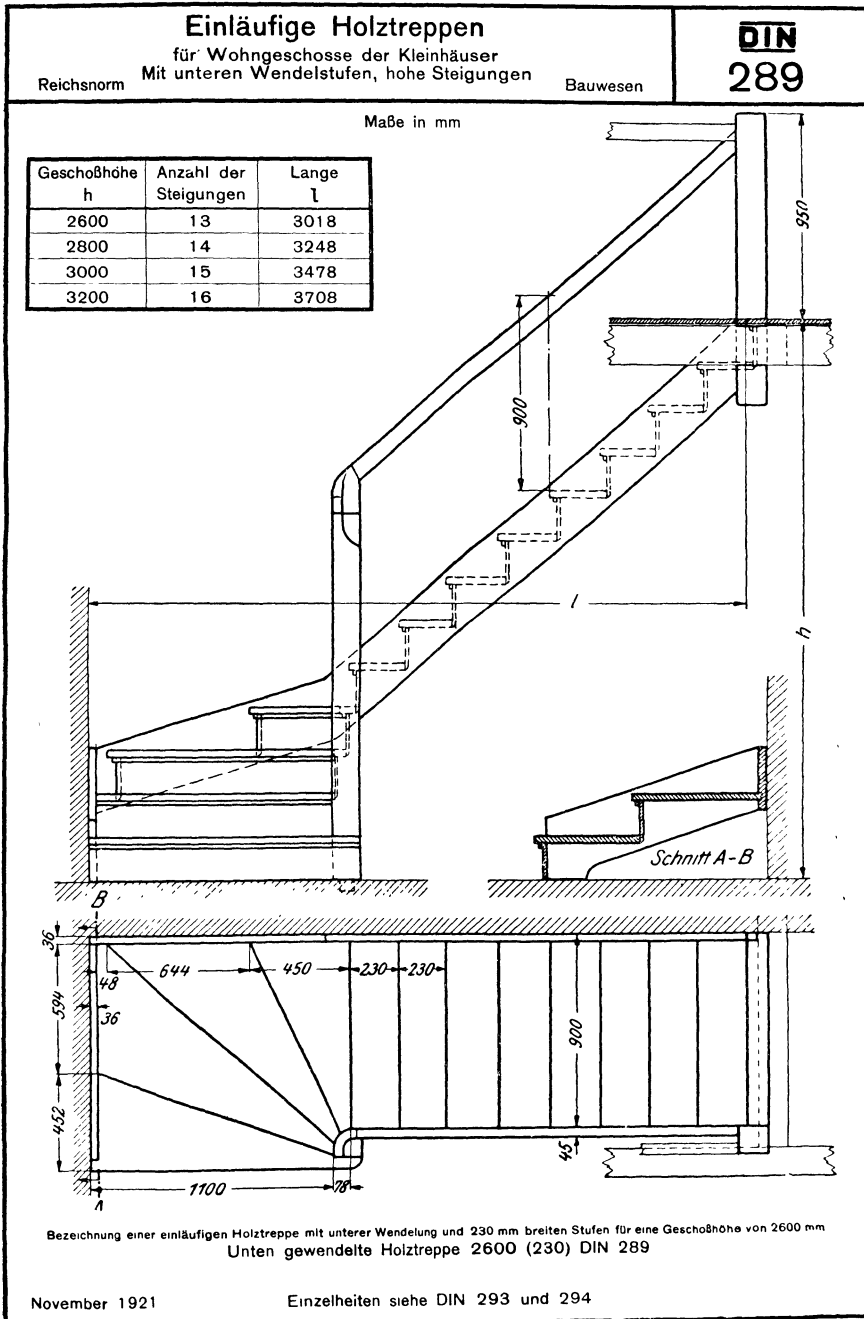 Einläufige Holztreppen
für Wohngeschosse der Kleinhäuser
Mit unteren Wendelstufen, hohe Steigungen
Reichsnorm
Bauwesen
DIN
289
Maße in mm
Geschoßhöhe h Anzahl der Steigungen Lange l
2600 13 3018
2800 14 3248
3000 15 3478
3200 16 3708
950
900
l
h
Schnitt A-B
B
36
48
644
450
230
230
594
36
900
452
45
1100
78
A
Bezeichnung einer einläufigen Holztreppe mit unterer Wendelung und 230 mm breiten Stufen für eine Geschoßhöhe von 2600 mm
Unten gewendelte Holztreppe 2600 (230) DIN 289
November 1921
Einzelheiten siehe DIN 293 und 294